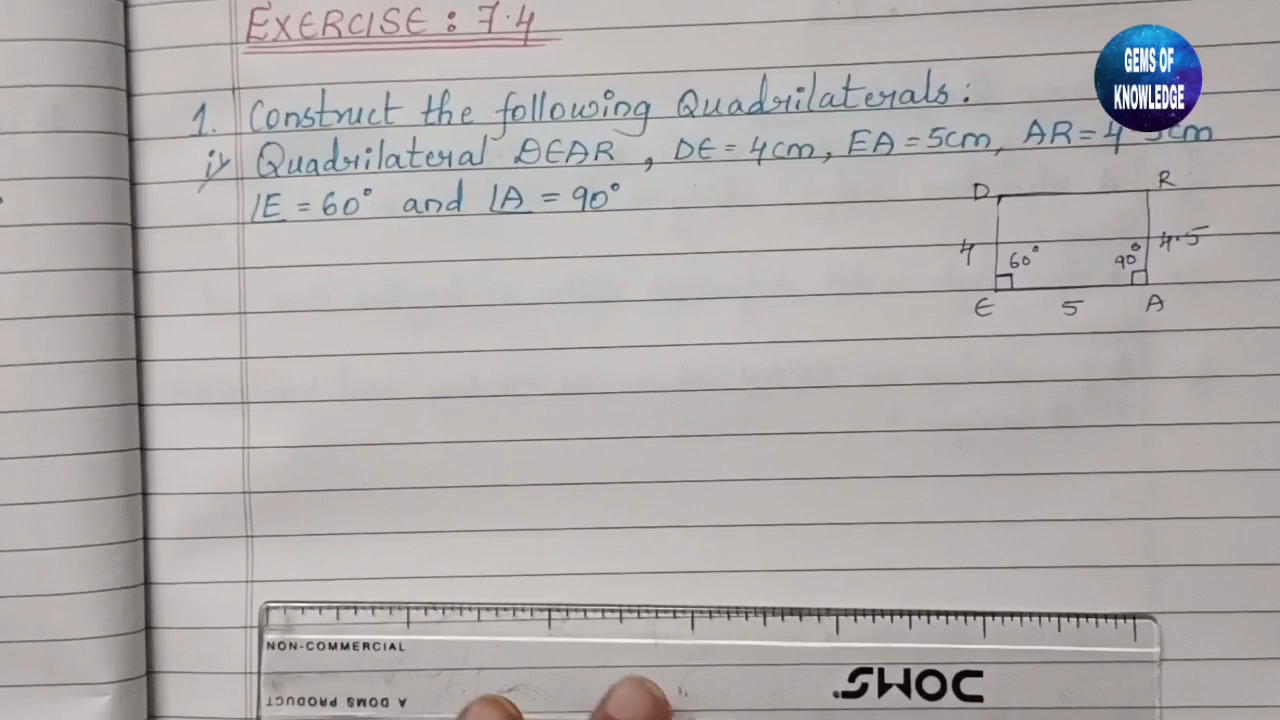 EXERCISE : 7.4
GEMS OF
KNOWLEDGE
1. Construct the following Quadrilaterals :
i) Quadrilateral DEAR , DE = 4cm, EA = 5cm, AR = 4 5cm
∠E = 60° and ∠A = 90°
D R
4 60° 90° 4.5
E 5 A
NON-COMMERCIAL
A DOMS PRODUCT
DOMS